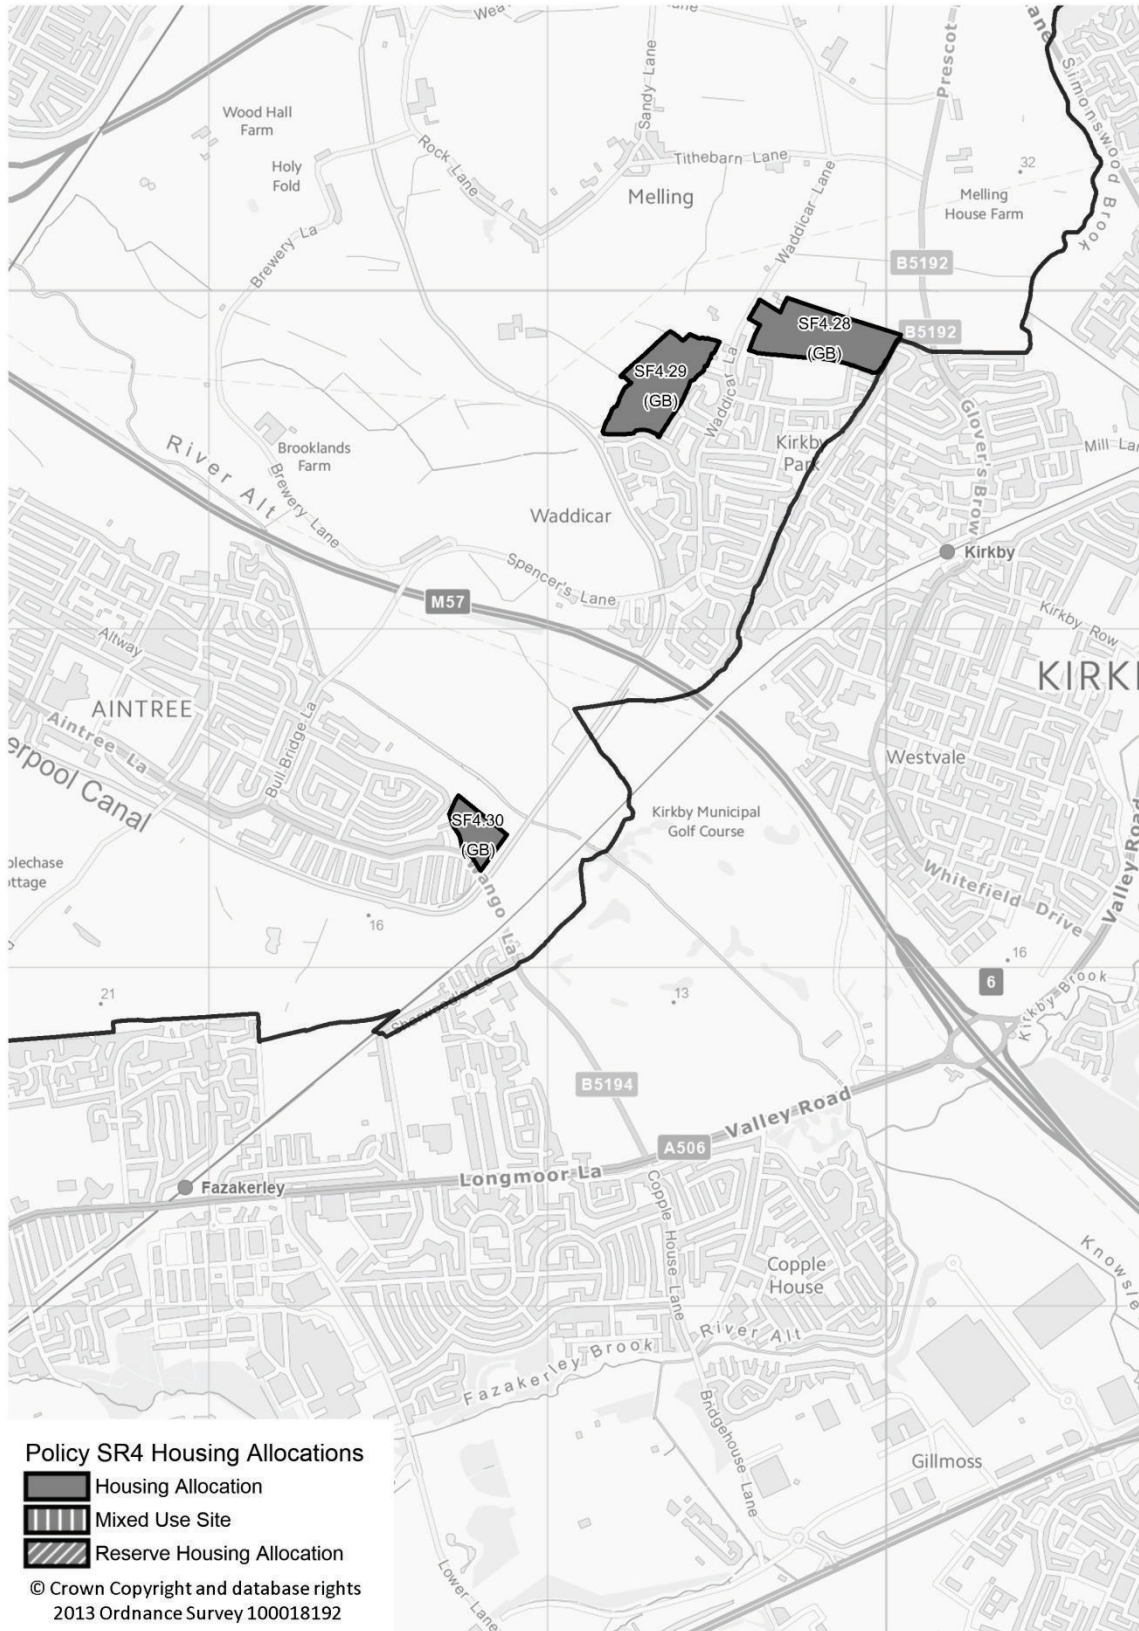 Rock Lane
Sandy Lane
Prescot
Simonswood Brook
Wood Hall
Farm
Holy
Fold
Tithebarn Lane
Melling
Waddicar Lane
32
Melling
House Farm
Brewery La
B5192
B5192
SF4.28
(GB)
SF4.29
(GB)
Waddicar La
Kirkby
Park
Glover's Brow
Mill Lan
Brooklands
Farm
River Alt
Brewery Lane
Waddicar
Spencer's Lane
Kirkby
M57
Kirkby Row
Altway
AINTREE
Aintree La
Bull Bridge La
erpool Canal
KIRK
Westvale
SF4.30
(GB)
Kirkby Municipal
Golf Course
plechase
ottage
ango La
16
Whitefield Drive
Valley Road
16
6
Kirkby Brook
21
13
B5194
Valley Road
A506
Longmoor La
Fazakerley
Copple House Lane
Copple
House
Knowsle
River Alt
Fazakerley Brook
Bridgehouse Lane
Gillmoss
Lower Lane
Policy SR4 Housing Allocations
Housing Allocation
Mixed Use Site
Reserve Housing Allocation
© Crown Copyright and database rights
2013 Ordnance Survey 100018192